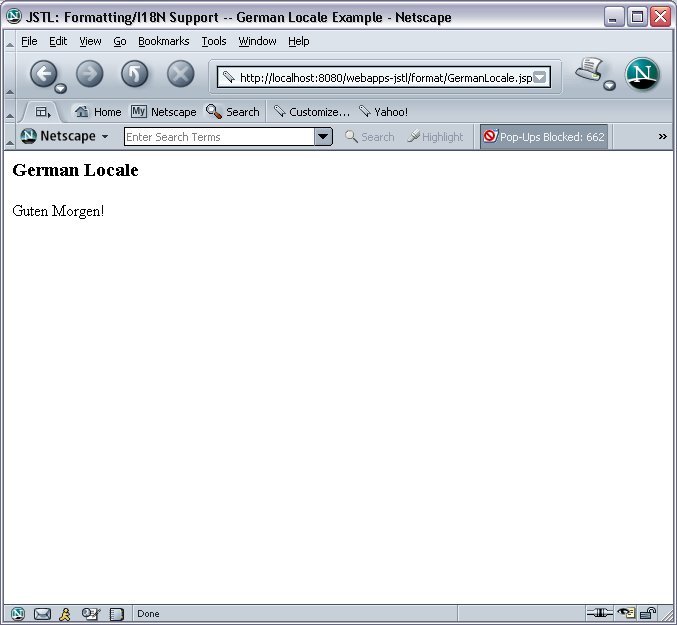 JSTL: Formatting/I18N Support -- German Locale Example - Netscape
File Edit View Go Bookmarks Tools Window Help
http://localhost:8080/webapps-jstl/format/GermanLocale.jsp
N
Home My Netscape Search Customize... Yahoo!
N Netscape Enter Search Terms Search Highlight Pop-Ups Blocked: 662 »
German Locale
Guten Morgen!
Done